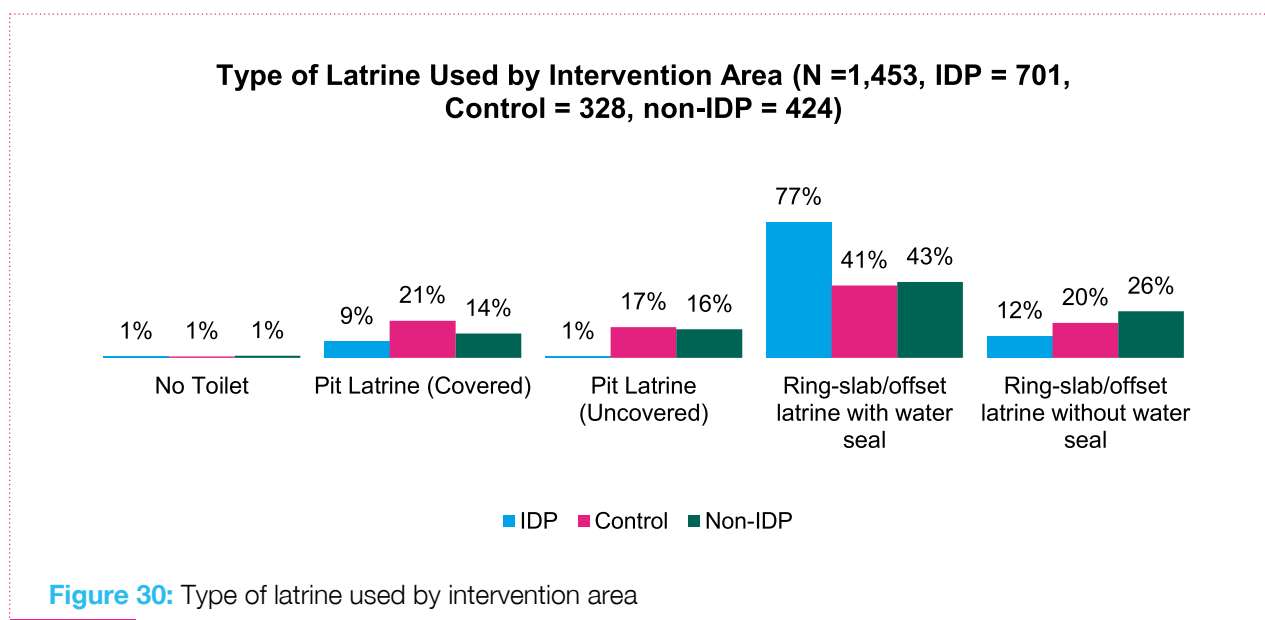 Type of Latrine Used by Intervention Area (N =1,453, IDP = 701,
Control = 328, non-IDP = 424)
77%
41%
43%
9%
21%
14%
17%
16%
12%
20%
26%
1%
1%
1%
1%
No Toilet
Pit Latrine (Covered)
Pit Latrine
(Uncovered)
Ring-slab/offset
latrine with water
seal
Ring-slab/offset
latrine without water
seal
IDP
Control
Non-IDP
Figure 30: Type of latrine used by intervention area